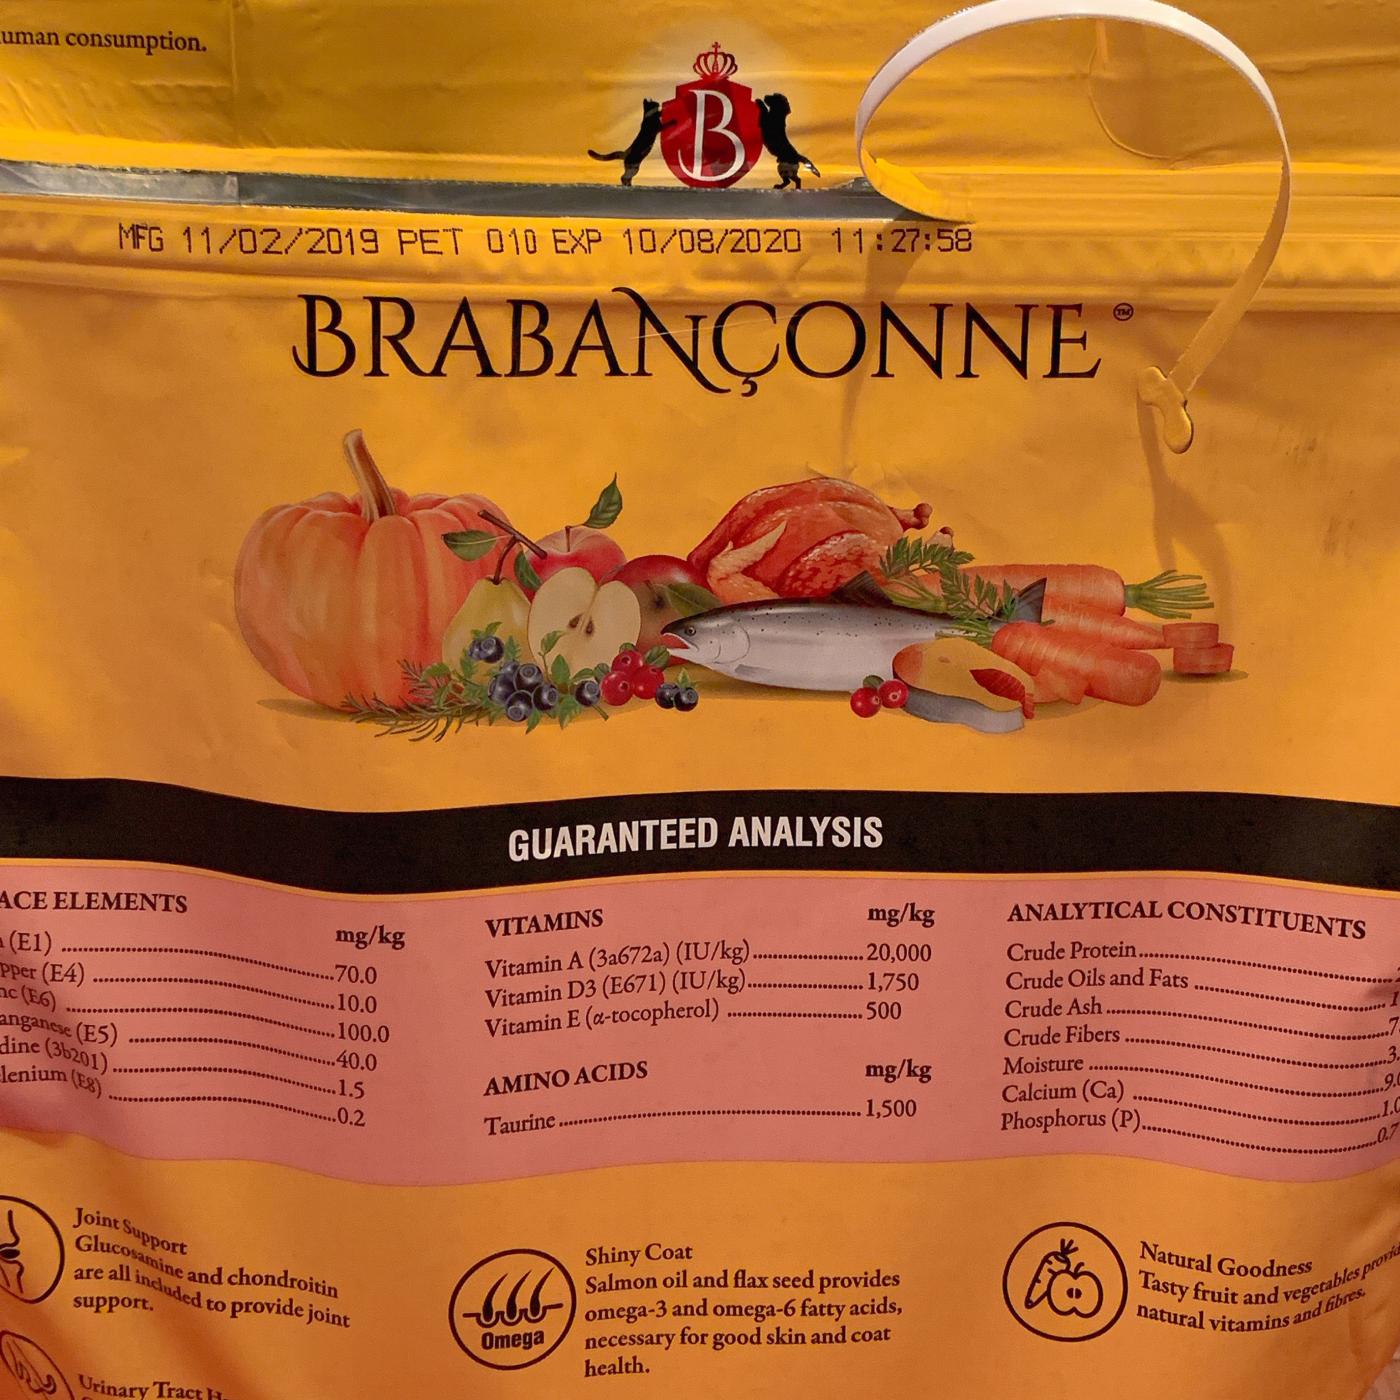 human consumption.
B
MFG 11/02/2019 PET 010 EXP 10/08/2020 11:27:58
BRABANÇONNE ™
GUARANTEED ANALYSIS
ACE ELEMENTS
mg/kg
(E1) 70.0
pper (E4) 10.0
nc (E6) 100.0
anganese (E5) 40.0
dine (3b201) 1.5
lenium (E8) 0.2
VITAMINS mg/kg
Vitamin A (3a672a) (IU/kg) 20,000
Vitamin D3 (E671) (IU/kg) 1,750
Vitamin E (α-tocopherol) 500
AMINO ACIDS mg/kg
Taurine 1,500
ANALYTICAL CONSTITUENTS
Crude Protein
Crude Oils and Fats
Crude Ash
Crude Fibers
Moisture
Calcium (Ca)
Phosphorus (P)
Joint Support
Glucosamine and chondroitin
are all included to provide joint
support.
Omega
Shiny Coat
Salmon oil and flax seed provides
omega-3 and omega-6 fatty acids,
necessary for good skin and coat
health.
Natural Goodness
Tasty fruit and vegetables provid
natural vitamins and fibres.
Urinary Tract